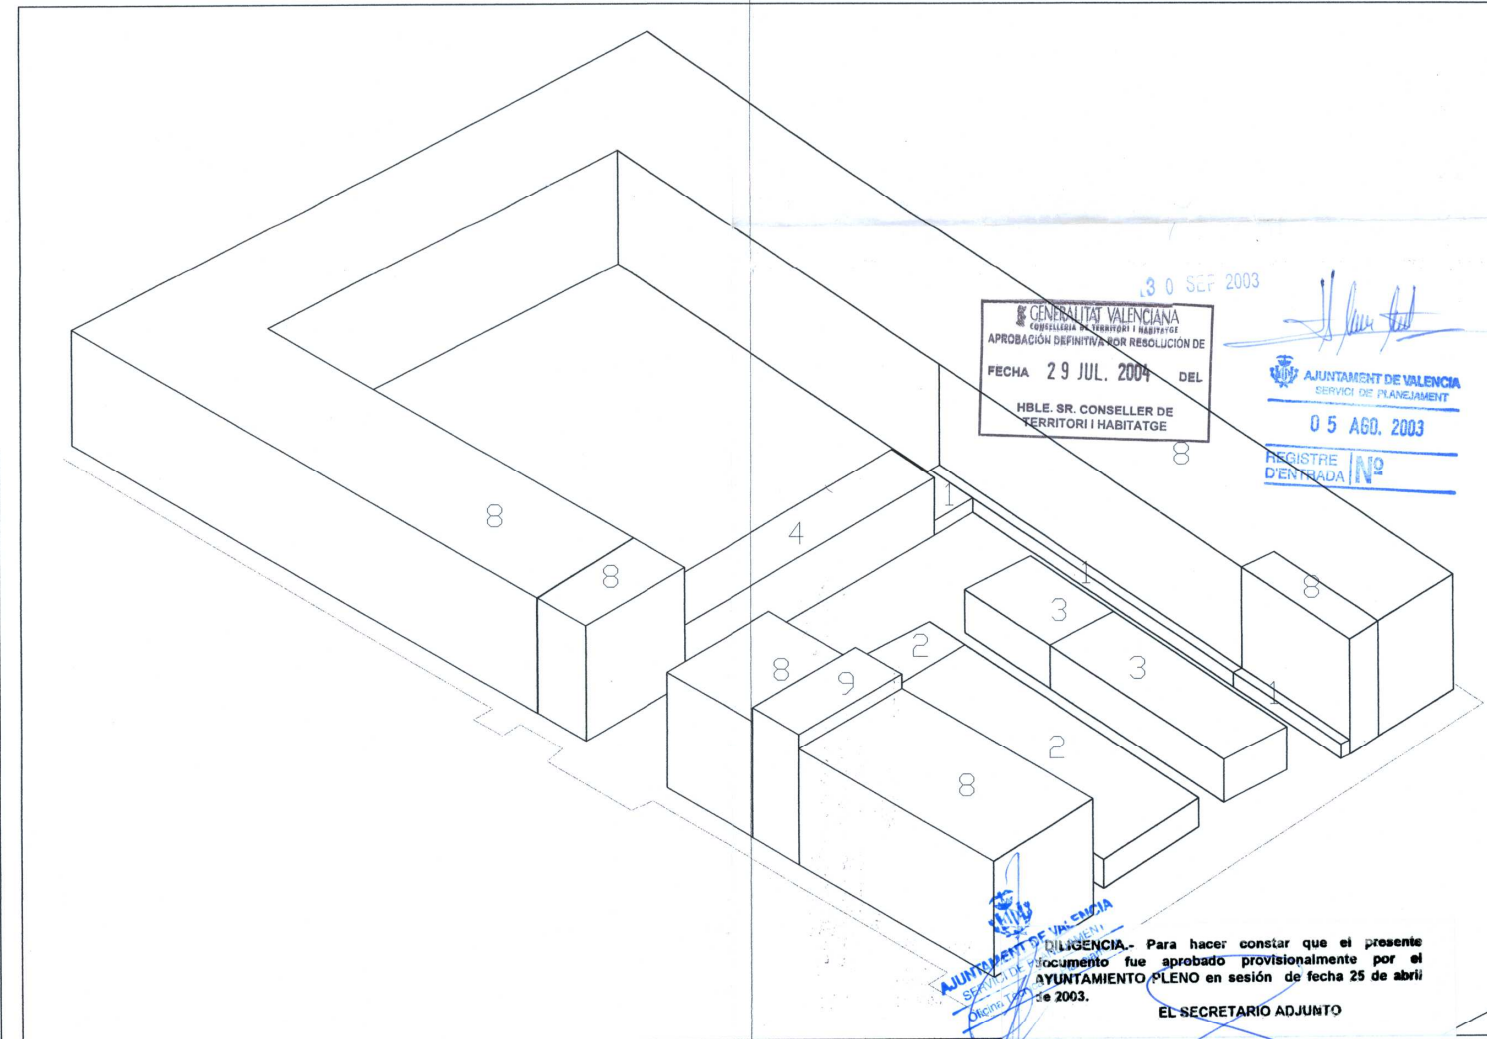 30 SEP 2003
GENERALITAT VALENCIANA
CONSELLERIA DE TERRITORI I HABITATGE
APROBACIÓN DEFINITIVA POR RESOLUCIÓN DE
FECHA 29 JUL. 2004 DEL
HBLE. SR. CONSELLER DE
TERRITORI I HABITATGE
AJUNTAMENT DE VALENCIA
SERVICI DE PLANEJAMENT
05 AGO. 2003
REGISTRE
D'ENTRADA Nº
8
8
4
1
8
1
8
3
8
2
3
9
1
2
8
AJUNTAMENT DE VALENCIA
SERVICI DE PLANEJAMENT
Oficina
DILIGENCIA.- Para hacer constar que el presente
documento fue aprobado provisionalmente por el
AYUNTAMIENTO PLENO en sesión de fecha 25 de abril
de 2003.
EL SECRETARIO ADJUNTO